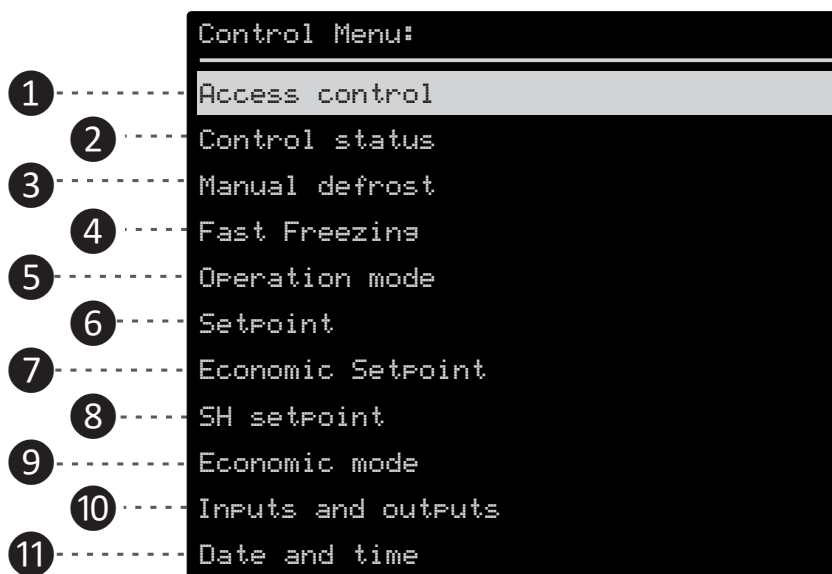 Control Menu:
1 Access control
2 Control status
3 Manual defrost
4 Fast Freezing
5 Operation mode
6 Setpoint
7 Economic Setpoint
8 SH setpoint
9 Economic mode
10 Inputs and outputs
11 Date and time